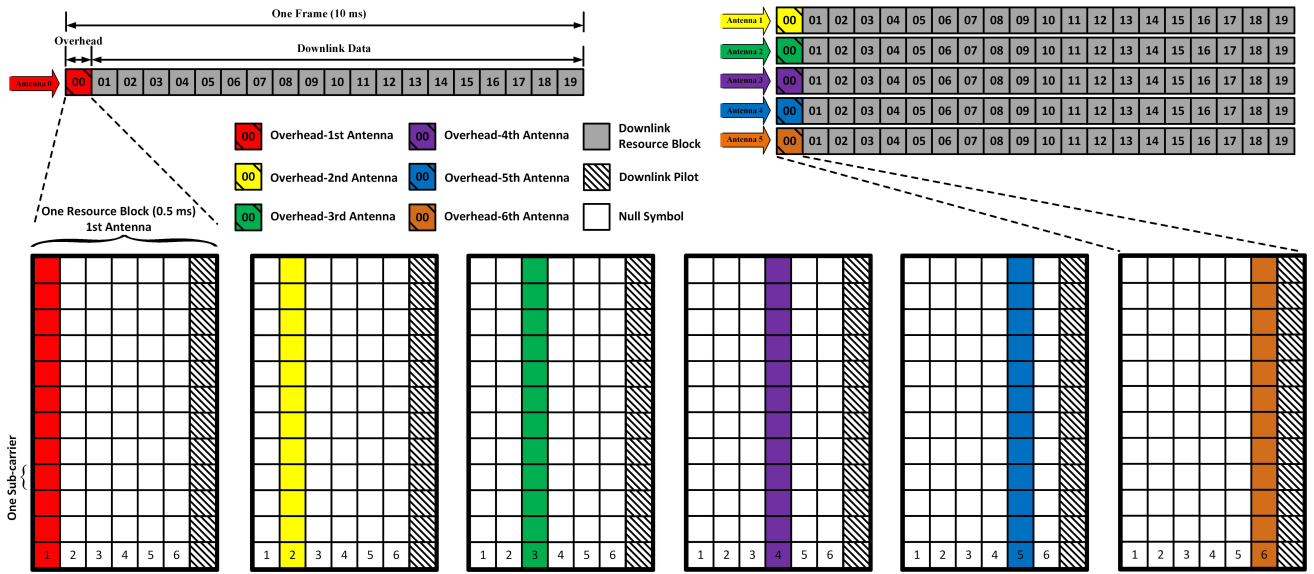 One Frame (10 ms)
Overhead
Downlink Data
Antenna 0
00 01 02 03 04 05 06 07 08 09 10 11 12 13 14 15 16 17 18 19
Antenna 1
00 01 02 03 04 05 06 07 08 09 10 11 12 13 14 15 16 17 18 19
Antenna 2
00 01 02 03 04 05 06 07 08 09 10 11 12 13 14 15 16 17 18 19
Antenna 3
00 01 02 03 04 05 06 07 08 09 10 11 12 13 14 15 16 17 18 19
Antenna 4
00 01 02 03 04 05 06 07 08 09 10 11 12 13 14 15 16 17 18 19
Antenna 5
00 01 02 03 04 05 06 07 08 09 10 11 12 13 14 15 16 17 18 19
00 Overhead-1st Antenna
00 Overhead-4th Antenna
Downlink
Resource Block
00 Overhead-2nd Antenna
00 Overhead-5th Antenna
Downlink Pilot
00 Overhead-3rd Antenna
00 Overhead-6th Antenna
Null Symbol
One Resource Block (0.5 ms)
1st Antenna
One Sub-carrier
1 2 3 4 5 6
1 2 3 4 5 6
1 2 3 4 5 6
1 2 3 4 5 6
1 2 3 4 5 6
1 2 3 4 5 6